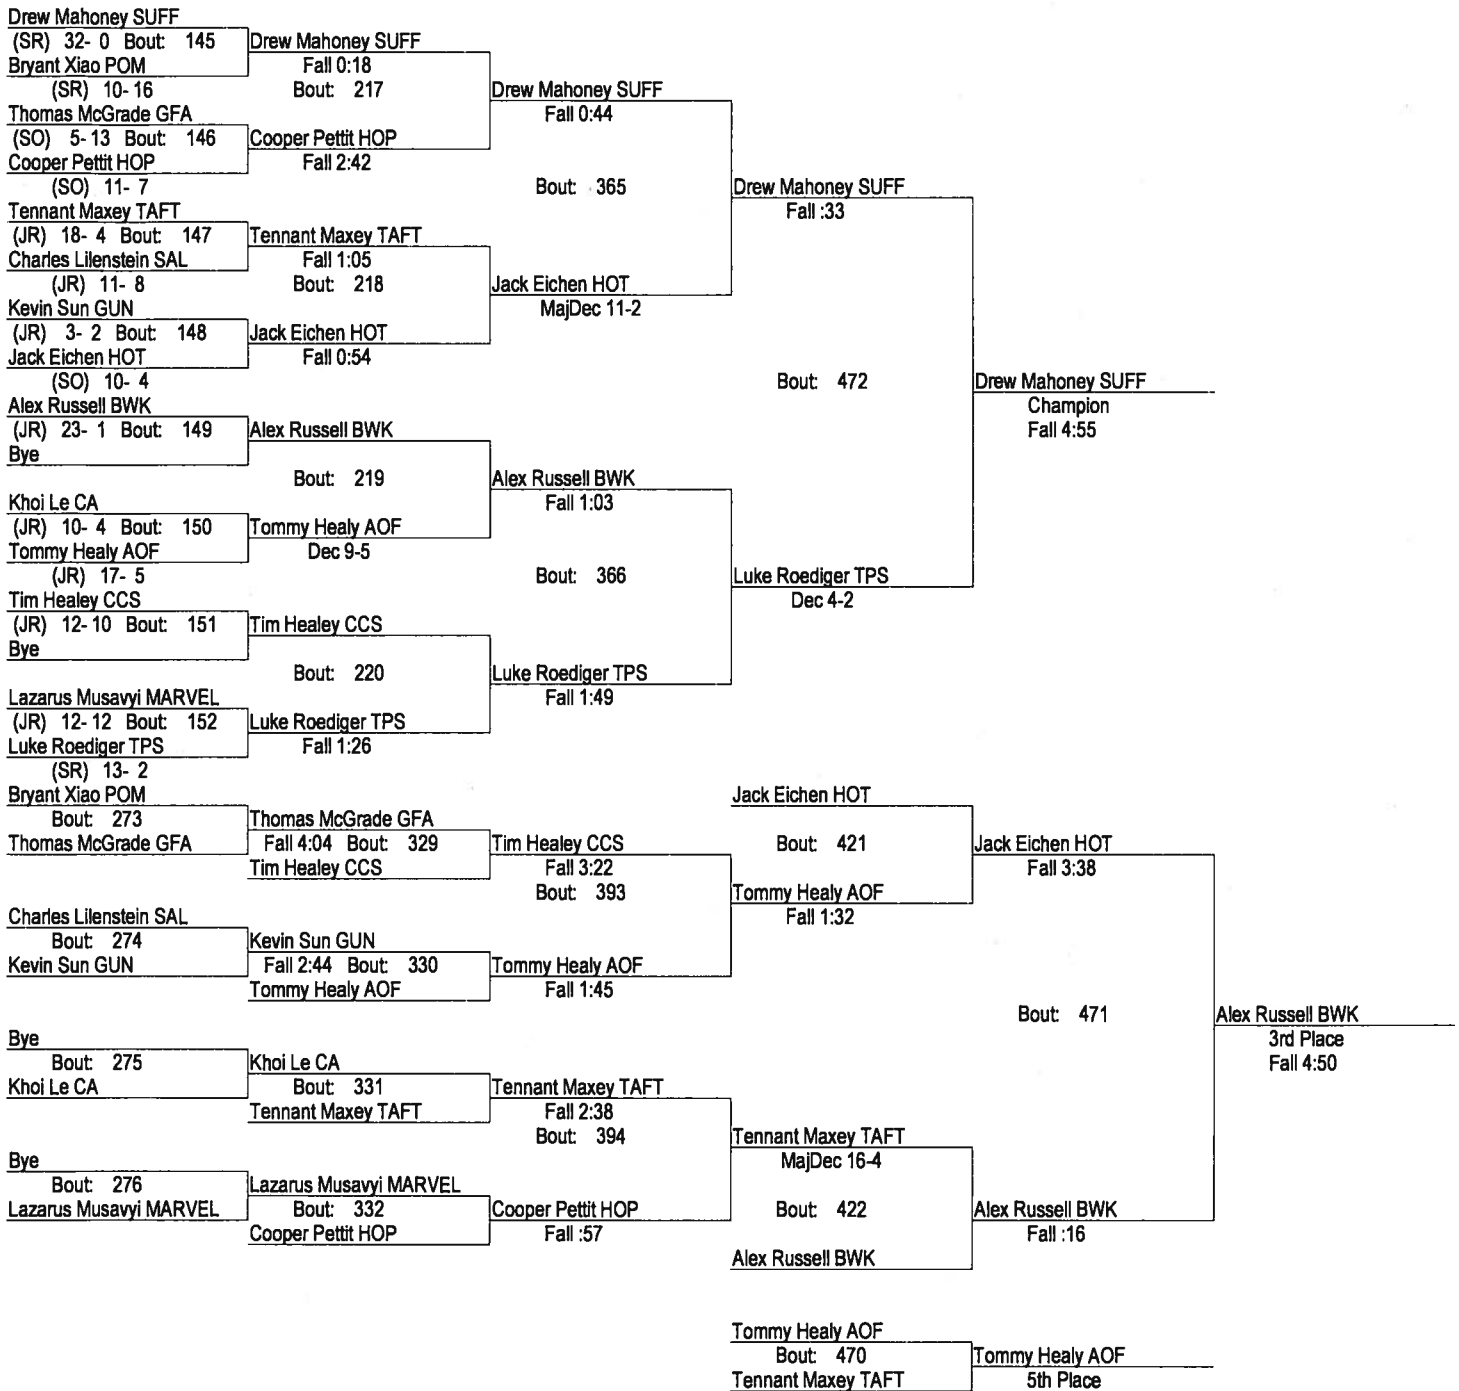 Drew Mahoney SUFF
(SR) 32- 0 Bout: 145
Drew Mahoney SUFF
Bryant Xiao POM
Fall 0:18
(SR) 10- 16
Bout: 217
Drew Mahoney SUFF
Thomas McGrade GFA
Fall 0:44
(SO) 5- 13 Bout: 146
Cooper Pettit HOP
Cooper Pettit HOP
Fall 2:42
(SO) 11- 7
Bout: 365
Drew Mahoney SUFF
Tennant Maxey TAFT
Fall :33
(JR) 18- 4 Bout: 147
Tennant Maxey TAFT
Charles Lilenstein SAL
Fall 1:05
(JR) 11- 8
Bout: 218
Jack Eichen HOT
Kevin Sun GUN
MajDec 11-2
(JR) 3- 2 Bout: 148
Jack Eichen HOT
Jack Eichen HOT
Fall 0:54
(SO) 10- 4
Bout: 472
Drew Mahoney SUFF
Champion
Fall 4:55
Alex Russell BWK
(JR) 23- 1 Bout: 149
Alex Russell BWK
Bye
Bout: 219
Alex Russell BWK
Fall 1:03
Khoi Le CA
(JR) 10- 4 Bout: 150
Tommy Healy AOF
Tommy Healy AOF
Dec 9-5
(JR) 17- 5
Bout: 366
Luke Roediger TPS
Dec 4-2
Tim Healey CCS
(JR) 12- 10 Bout: 151
Tim Healey CCS
Bye
Bout: 220
Luke Roediger TPS
Fall 1:49
Lazarus Musavyi MARVEL
(JR) 12- 12 Bout: 152
Luke Roediger TPS
Luke Roediger TPS
Fall 1:26
(SR) 13- 2
Bryant Xiao POM
Jack Eichen HOT
Bout: 273
Thomas McGrade GFA
Thomas McGrade GFA
Fall 4:04 Bout: 329
Tim Healey CCS
Bout: 421
Jack Eichen HOT
Tim Healey CCS
Fall 3:22
Fall 3:38
Bout: 393
Tommy Healy AOF
Charles Lilenstein SAL
Fall 1:32
Bout: 274
Kevin Sun GUN
Kevin Sun GUN
Fall 2:44 Bout: 330
Tommy Healy AOF
Tommy Healy AOF
Fall 1:45
Bout: 471
Alex Russell BWK
3rd Place
Fall 4:50
Bye
Bout: 275
Khoi Le CA
Khoi Le CA
Bout: 331
Tennant Maxey TAFT
Tennant Maxey TAFT
Fall 2:38
Bout: 394
Tennant Maxey TAFT
MajDec 16-4
Bye
Bout: 276
Lazarus Musavyi MARVEL
Lazarus Musavyi MARVEL
Bout: 332
Cooper Pettit HOP
Bout: 422
Alex Russell BWK
Cooper Pettit HOP
Fall :57
Fall :16
Alex Russell BWK
Tommy Healy AOF
Bout: 470
Tommy Healy AOF
Tennant Maxey TAFT
5th Place